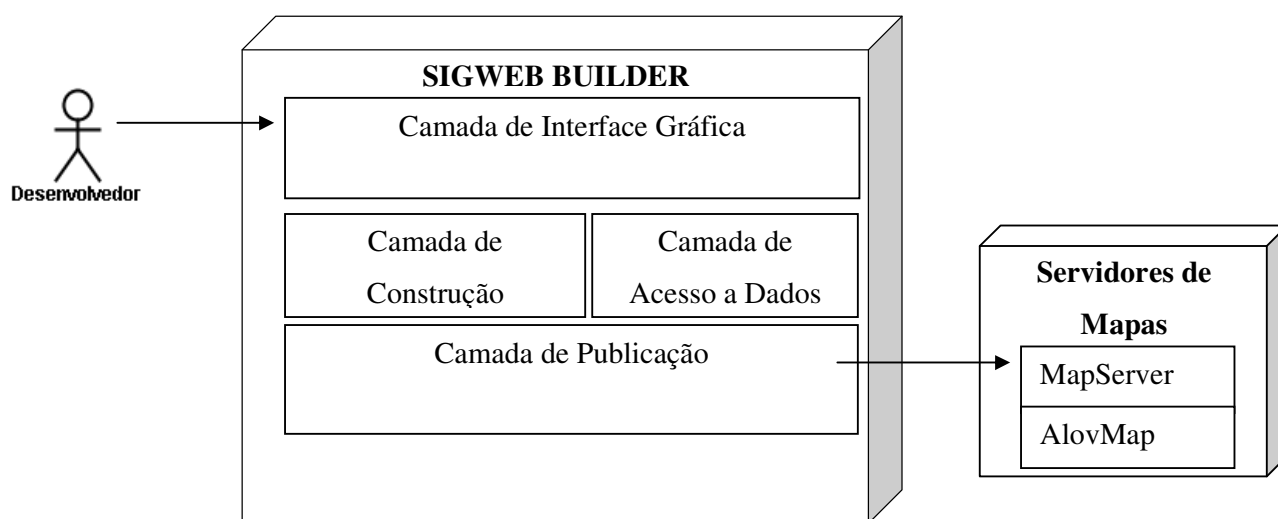 SIGWEB BUILDER
Camada de Interface Gráfica
Desenvolvedor
Camada de
Construção
Camada de
Acesso a Dados
Camada de Publicação
Servidores de
Mapas
MapServer
AlovMap